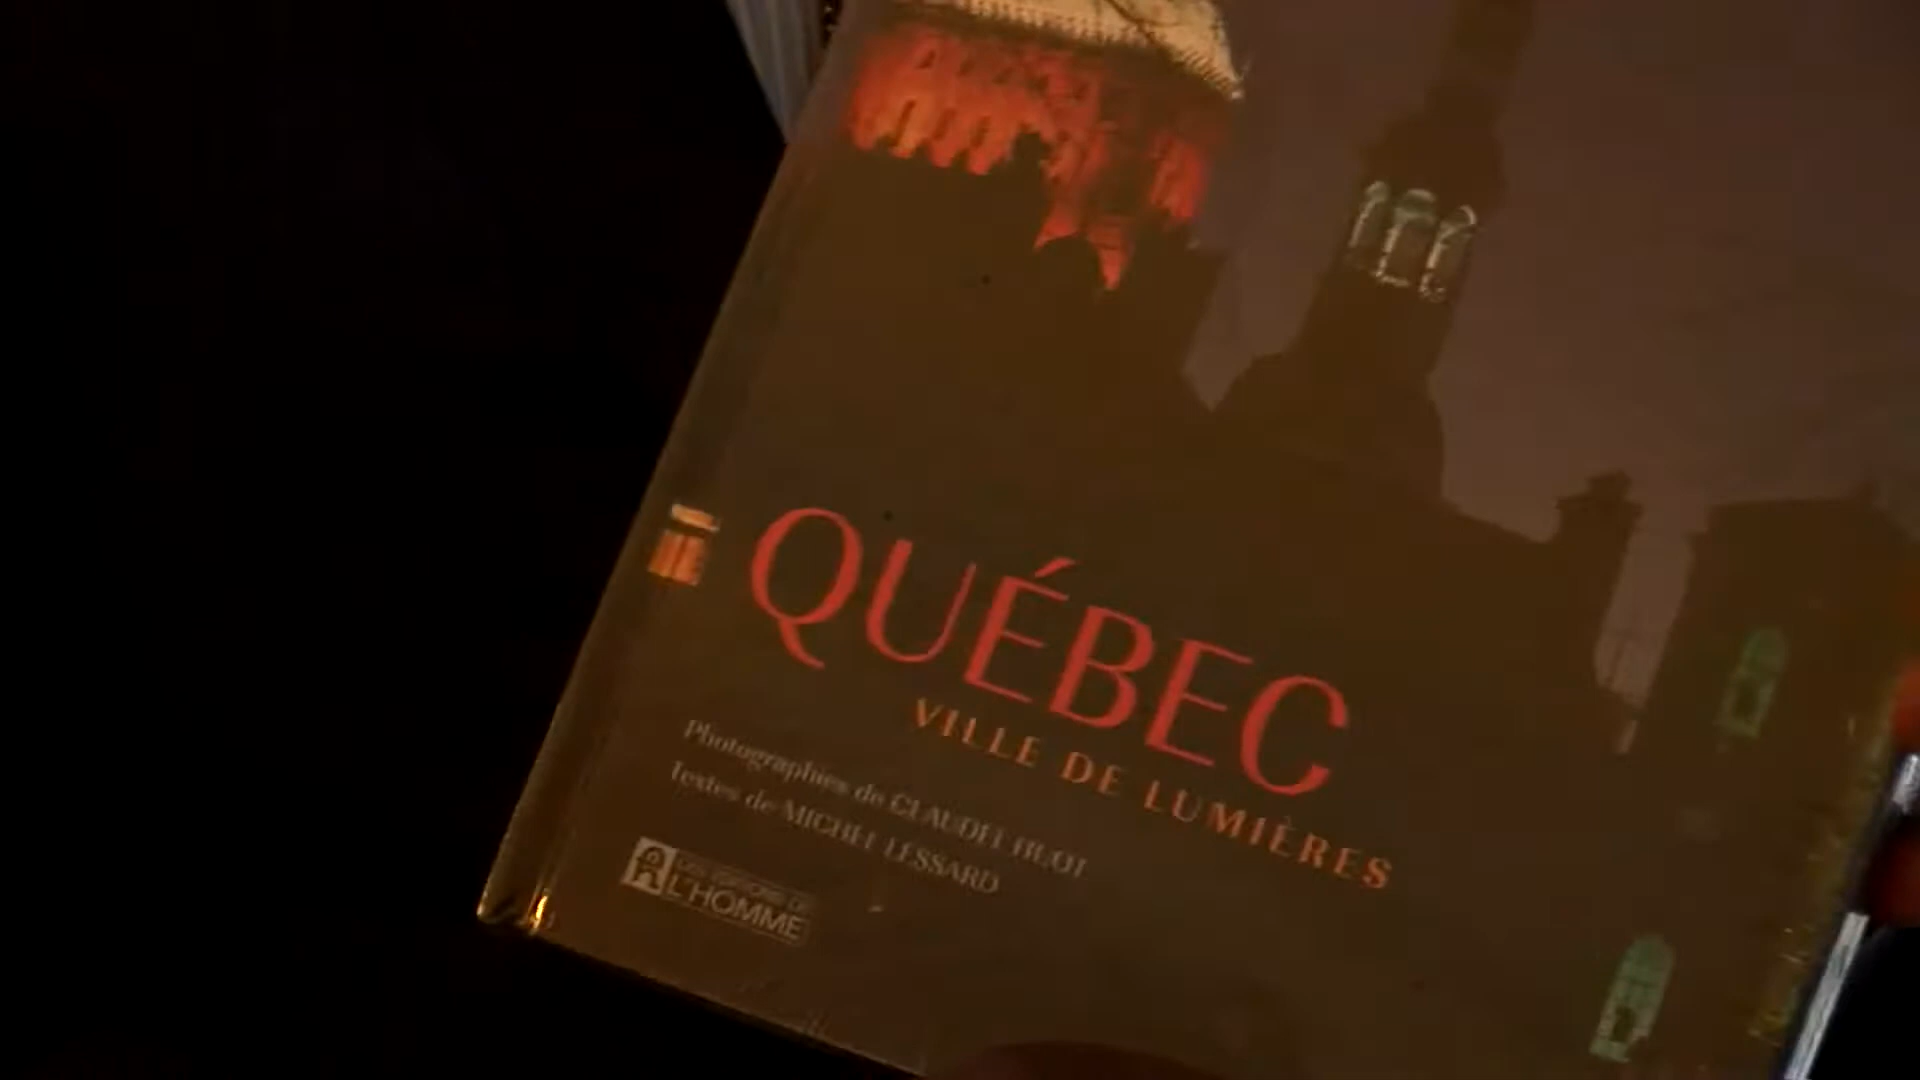 QUÉBEC
VILLE DE LUMIÈRES
Photographies de CLAUDEL HUOT
Textes de MICHEL LESSARD
LES ÉDITIONS DE
L'HOMME